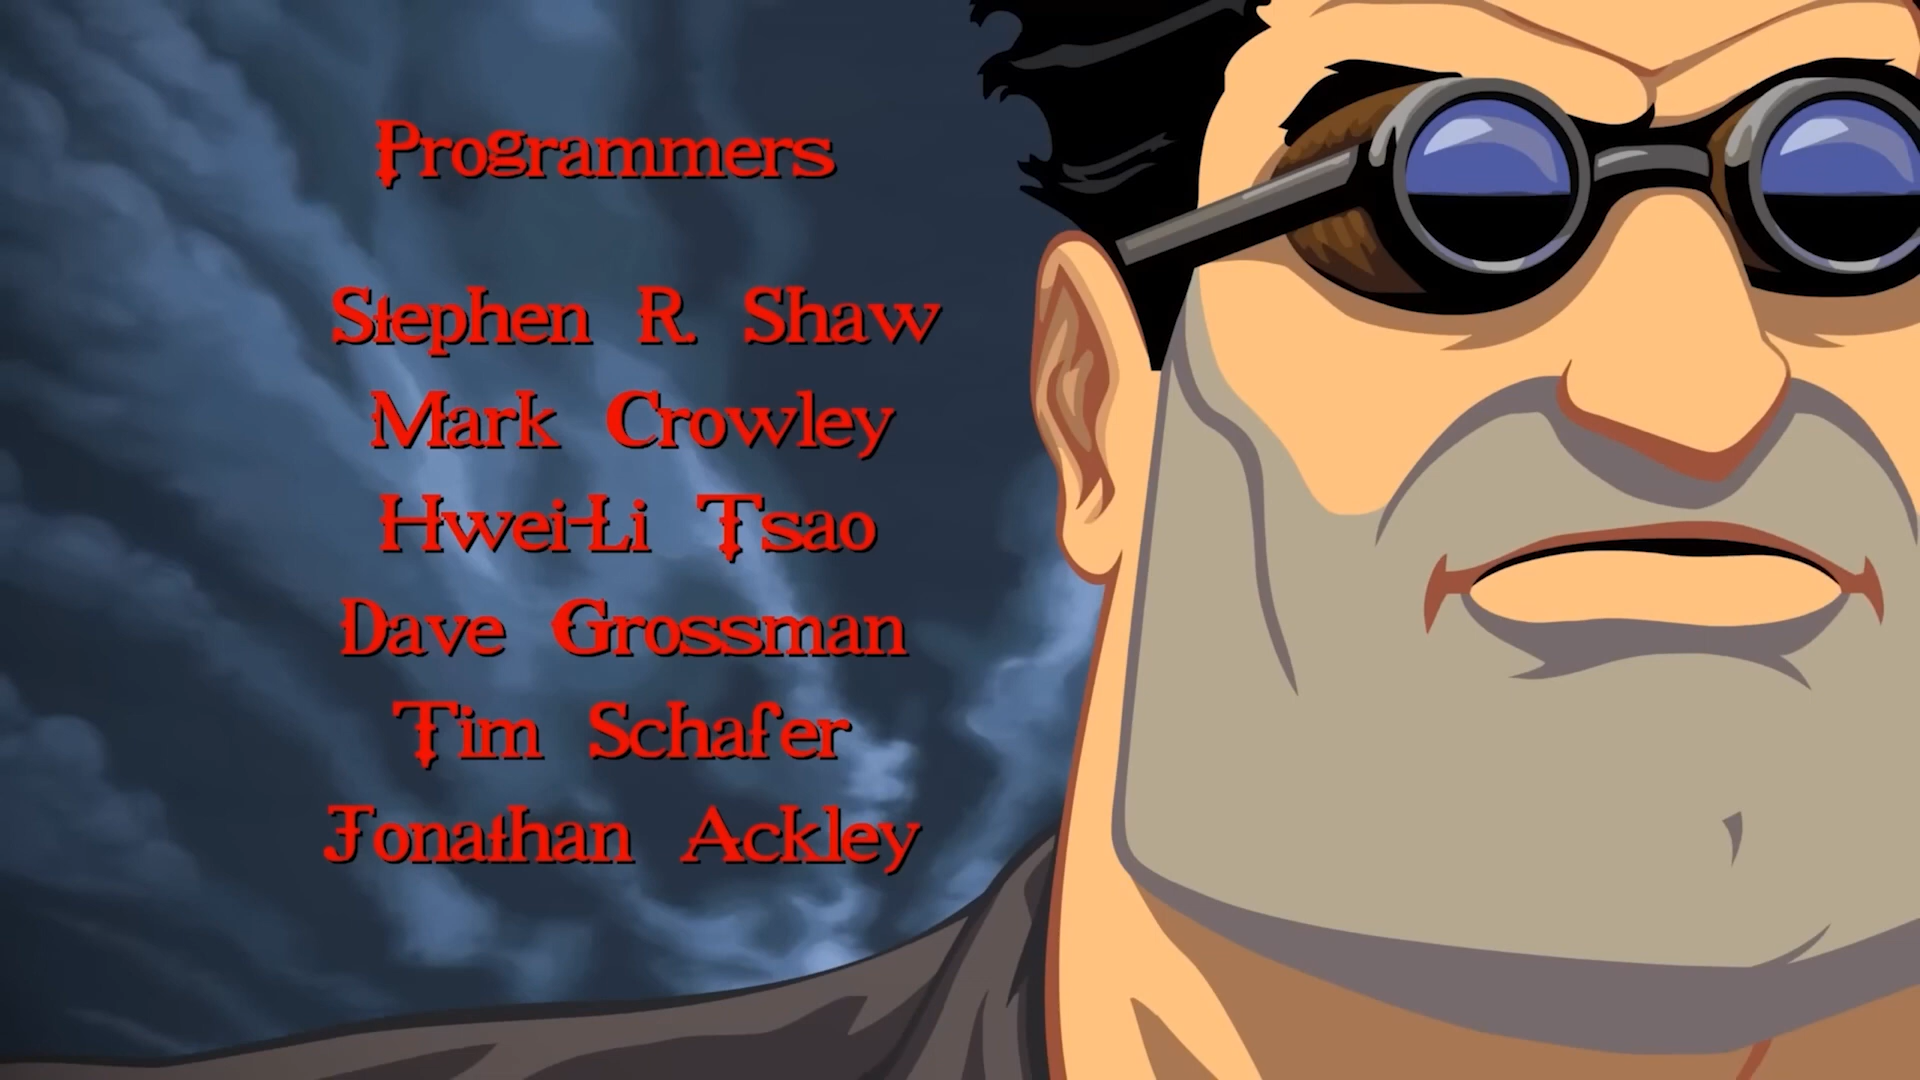 Programmers
Stephen R. Shaw
Mark Crowley
Hwei-Li Tsao
Dave Grossman
Tim Schafer
Jonathan Ackley